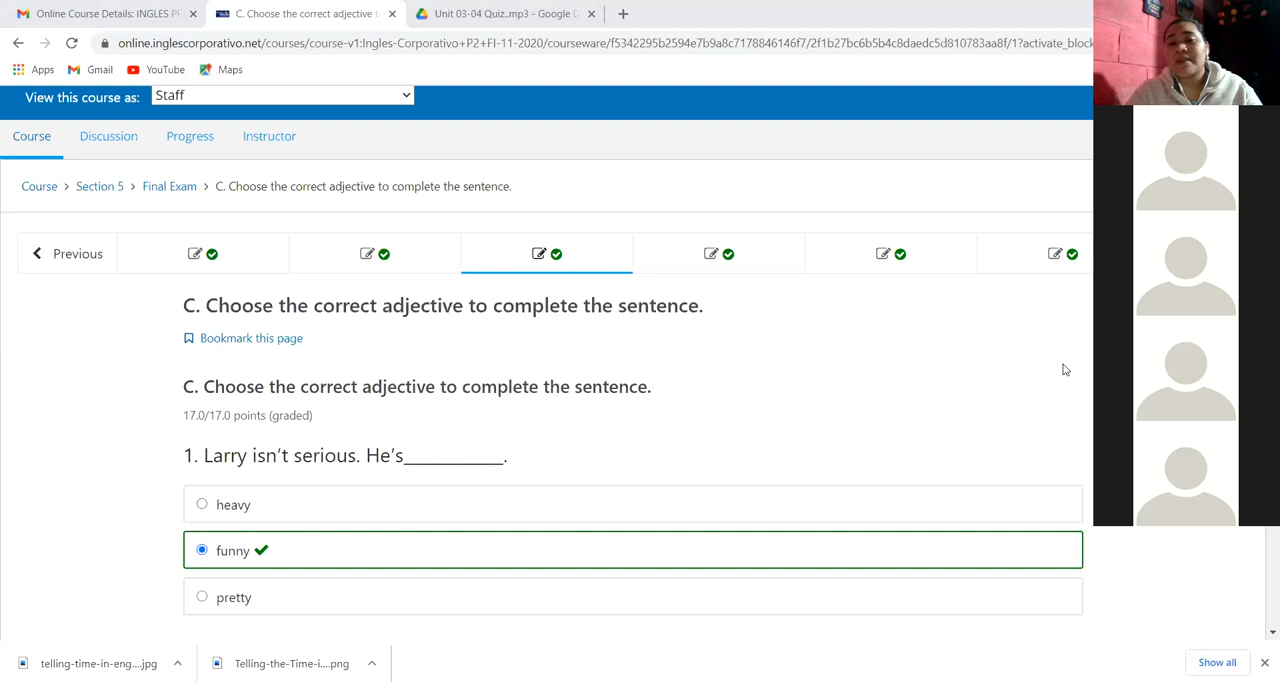 Online Course Details: INGLES PF
C. Choose the correct adjective t
Unit 03-04 Quiz..mp3 - Google D
online.inglescorporativo.net/courses/course-v1:Ingles-Corporativo+P2+FI-11-2020/courseware/f5342295b2594e7b9a8c7178846146f7/2f1b27bc6b5b4c8daedc5d810783aa8f/1?activate_block
Apps Gmail YouTube Maps
View this course as: Staff
Course Discussion Progress Instructor
Course > Section 5 > Final Exam > C. Choose the correct adjective to complete the sentence.
Previous
C. Choose the correct adjective to complete the sentence.
Bookmark this page
C. Choose the correct adjective to complete the sentence.
17.0/17.0 points (graded)
1. Larry isn’t serious. He’s__________.
heavy
funny
pretty
telling-time-in-eng....jpg
Telling-the-Time-i....png
Show all